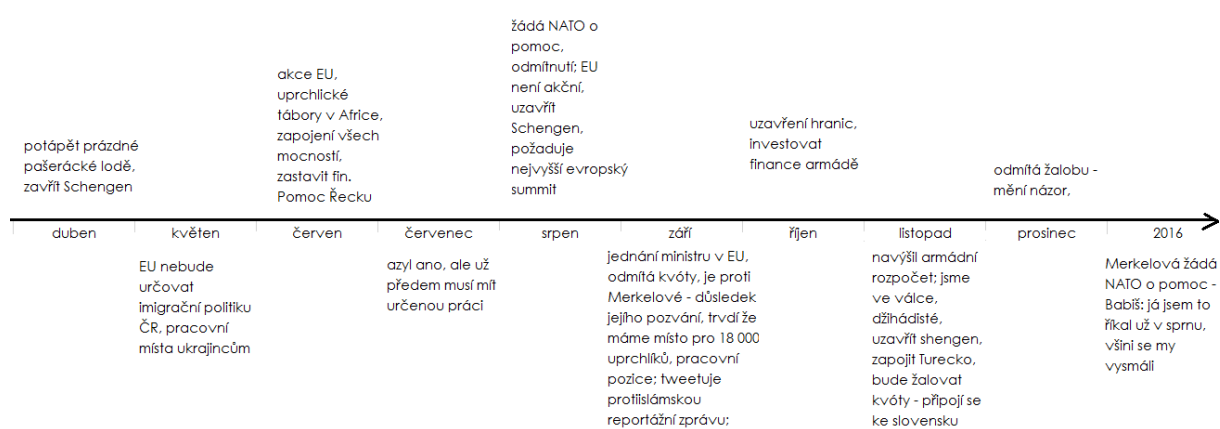 potápět prázdné
pašerácké lodě,
zavřít Schengen
akce EU,
uprchlické
tábory v Africe,
zapojení všech
mocností,
zastavit fin.
Pomoc Řecku
žádá NATO o
pomoc,
odmítnutí; EU
není akční,
uzavřít
Schengen,
požaduje
nejvyšší evropský
summit
uzavření hranic,
investovat
finance armádě
odmítá žalobu -
mění názor,
duben květen červen červenec srpen září říjen listopad prosinec 2016
EU nebude
určovat
imigrační politiku
ČR, pracovní
místa ukrajincům
azyl ano, ale už
předem musí mít
určenou práci
jednání ministru v EU,
odmítá kvóty, je proti
Merkelové - důsledek
jejího pozvání, trvdí že
máme místo pro 18 000
uprchlíků, pracovní
pozice; tweetuje
protiislámskou
reportážní zprávu;
navýšil armádní
rozpočet; jsme
ve válce,
džihádisté,
uzavřít shengen,
zapojit Turecko,
bude žalovat
kvóty - připojí se
ke slovensku
Merkelová žádá
NATO o pomoc -
Babiš: já jsem to
říkal už v sprnu,
všini se my
vysmáli